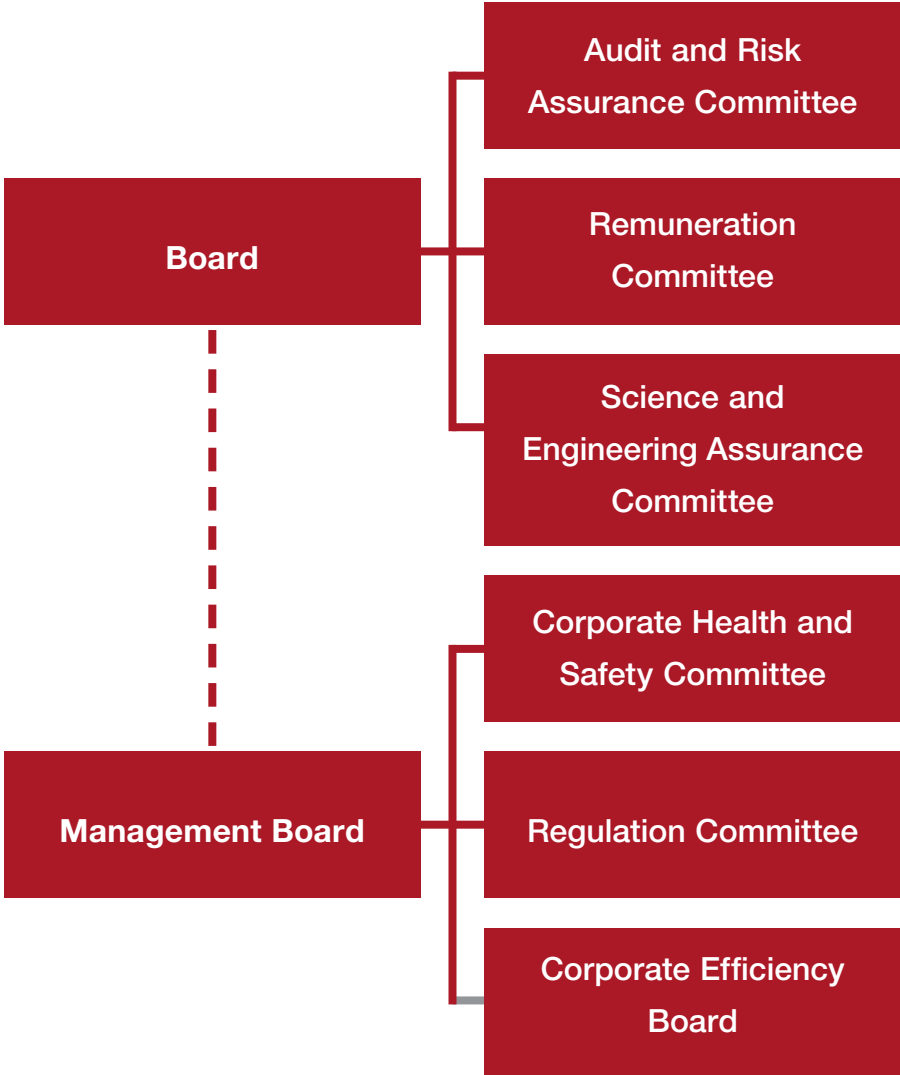 Audit and Risk
Assurance Committee
Board
Remuneration
Committee
Science and
Engineering Assurance
Committee
Corporate Health and
Safety Committee
Management Board
Regulation Committee
Corporate Efficiency
Board